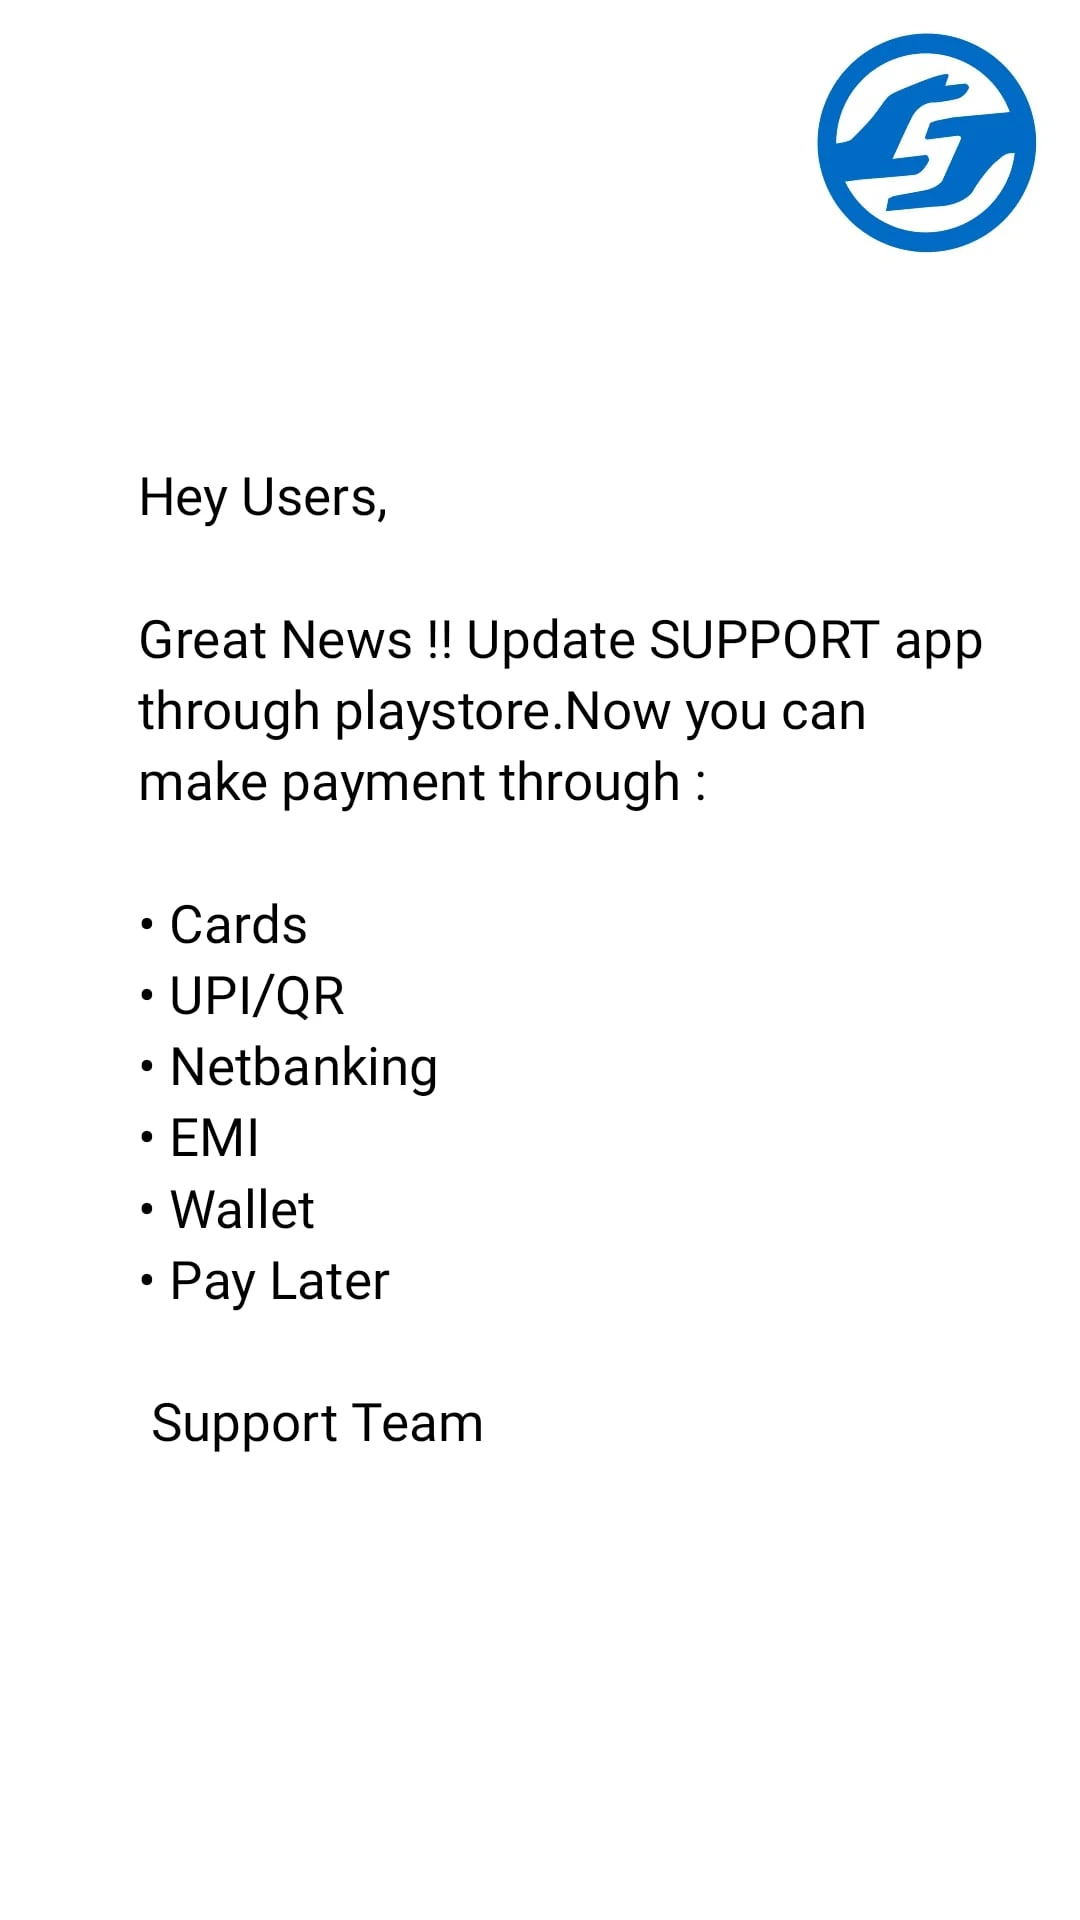 Hey Users,
Great News !! Update SUPPORT app
through playstore.Now you can
make payment through :
• Cards
• UPI/QR
• Netbanking
• EMI
• Wallet
• Pay Later
Support Team